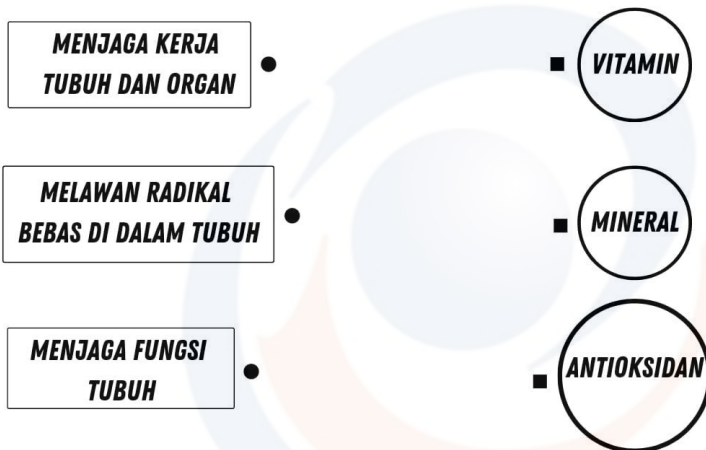 MENJAGA KERJA
TUBUH DAN ORGAN
VITAMIN
MELAWAN RADIKAL
BEBAS DI DALAM TUBUH
MINERAL
MENJAGA FUNGSI
TUBUH
ANTIOKSIDAN